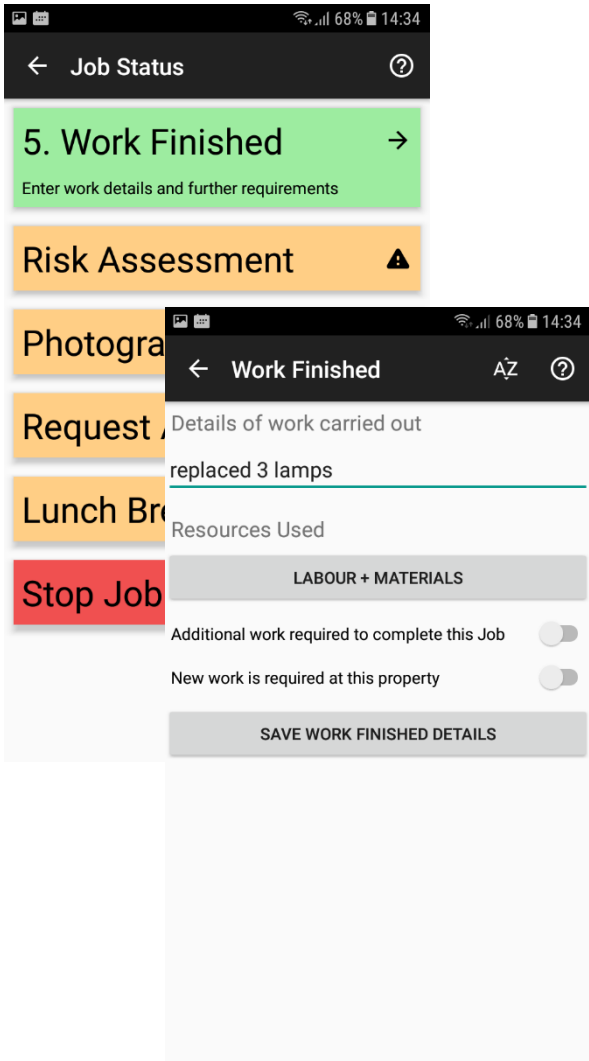 68% 14:34
Job Status
5. Work Finished
Enter work details and further requirements
Risk Assessment
Photogra
Request
Lunch Bre
Stop Job
68% 14:34
Work Finished
AZ
Details of work carried out
replaced 3 lamps
Resources Used
LABOUR + MATERIALS
Additional work required to complete this Job
New work is required at this property
SAVE WORK FINISHED DETAILS